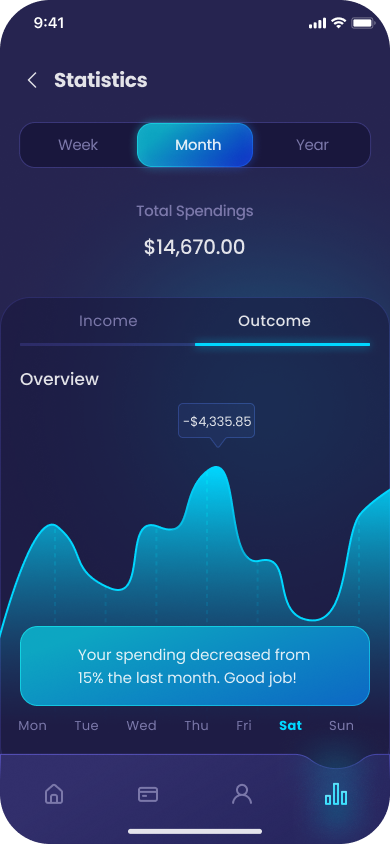 9:41
Statistics
Week Month Year
Total Spendings
$14,670.00
Income Outcome
Overview
-$4,335.85
Your spending decreased from
15% the last month. Good job!
Mon Tue Wed Thu Fri Sat Sun